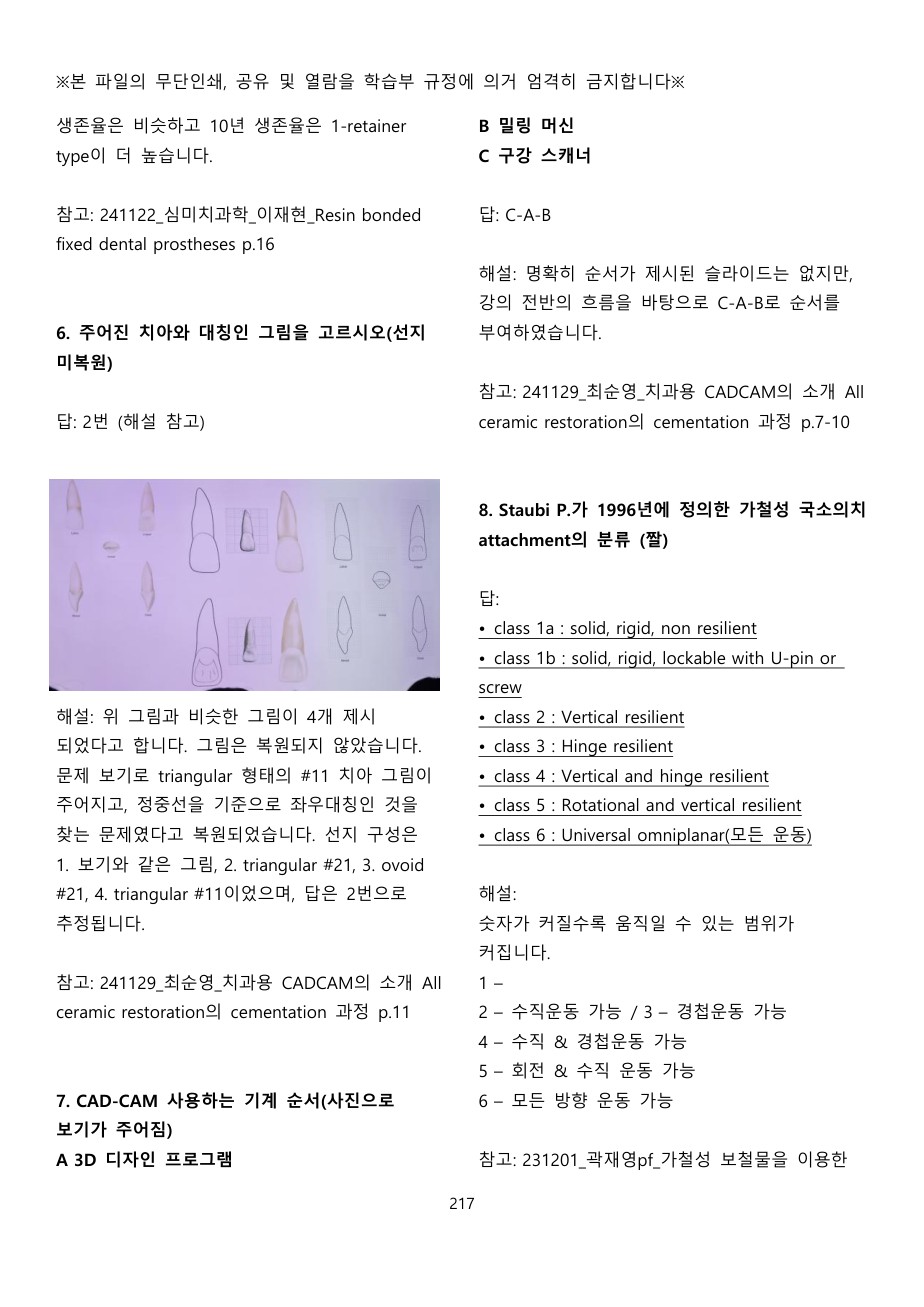 ※본 파일의 무단인쇄, 공유 및 열람을 학습부 규정에 의거 엄격히 금지합니다※
생존율은 비슷하고 10년 생존율은 1-retainer
type이 더 높습니다.
참고: 241122_심미치과학_이재현_Resin bonded
fixed dental prostheses p.16
6. 주어진 치아와 대칭인 그림을 고르시오(선지
미복원)
답: 2번 (해설 참고)
해설: 위 그림과 비슷한 그림이 4개 제시
되었다고 합니다. 그림은 복원되지 않았습니다.
문제 보기로 triangular 형태의 #11 치아 그림이
주어지고, 정중선을 기준으로 좌우대칭인 것을
찾는 문제였다고 복원되었습니다. 선지 구성은
1. 보기와 같은 그림, 2. triangular #21, 3. ovoid
#21, 4. triangular #11이었으며, 답은 2번으로
추정됩니다.
참고: 241129_최순영_치과용 CADCAM의 소개 All
ceramic restoration의 cementation 과정 p.11
7. CAD-CAM 사용하는 기계 순서(사진으로
보기가 주어짐)
A 3D 디자인 프로그램
B 밀링 머신
C 구강 스캐너
답: C-A-B
해설: 명확히 순서가 제시된 슬라이드는 없지만,
강의 전반의 흐름을 바탕으로 C-A-B로 순서를
부여하였습니다.
참고: 241129_최순영_치과용 CADCAM의 소개 All
ceramic restoration의 cementation 과정 p.7-10
8. Staubi P.가 1996년에 정의한 가철성 국소의치
attachment의 분류 (짤)
답:
• class 1a : solid, rigid, non resilient
• class 1b : solid, rigid, lockable with U-pin or
screw
• class 2 : Vertical resilient
• class 3 : Hinge resilient
• class 4 : Vertical and hinge resilient
• class 5 : Rotational and vertical resilient
• class 6 : Universal omniplanar(모든 운동)
해설:
숫자가 커질수록 움직일 수 있는 범위가
커집니다.
1 –
2 – 수직운동 가능 / 3 – 경첩운동 가능
4 – 수직 & 경첩운동 가능
5 – 회전 & 수직 운동 가능
6 – 모든 방향 운동 가능
참고: 231201_곽재영pf_가철성 보철물을 이용한
217